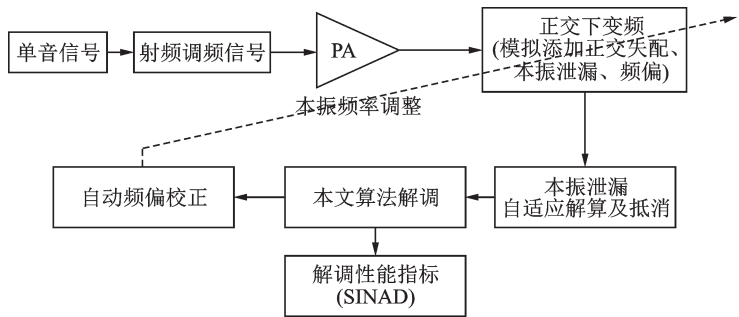 单音信号
射频调频信号
PA
正交下变频
(模拟添加正交失配、
本振泄漏、频偏)
本振频率调整
自动频偏校正
本文算法解调
本振泄漏
自适应解算及抵消
解调性能指标
(SINAD)